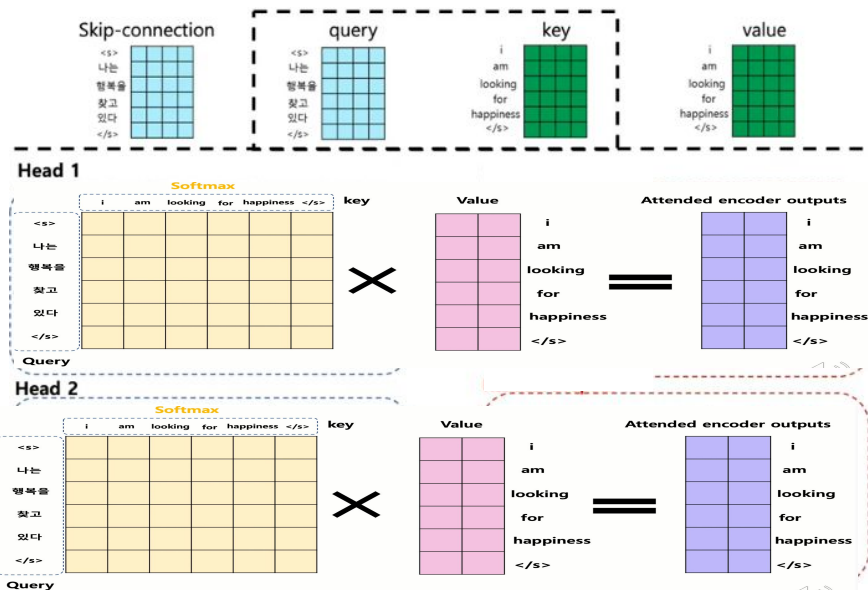 Skip-connection query key value
<s> <s> i i
나는 나는 am am
행복을 행복을 looking looking
찾고 찾고 for for
있다 있다 happiness happiness
</s> </s> </s> </s>
Head 1
Softmax
i am looking for happiness </s> key Value Attended encoder outputs
<s> i i
나는 am am
행복을 looking looking
찾고 for for
있다 happiness happiness
</s> </s> </s>
Query
Head 2
Softmax
i am looking for happiness </s> key Value Attended encoder outputs
<s> i i
나는 am am
행복을 looking looking
찾고 for for
있다 happiness happiness
</s> </s> </s>
Query